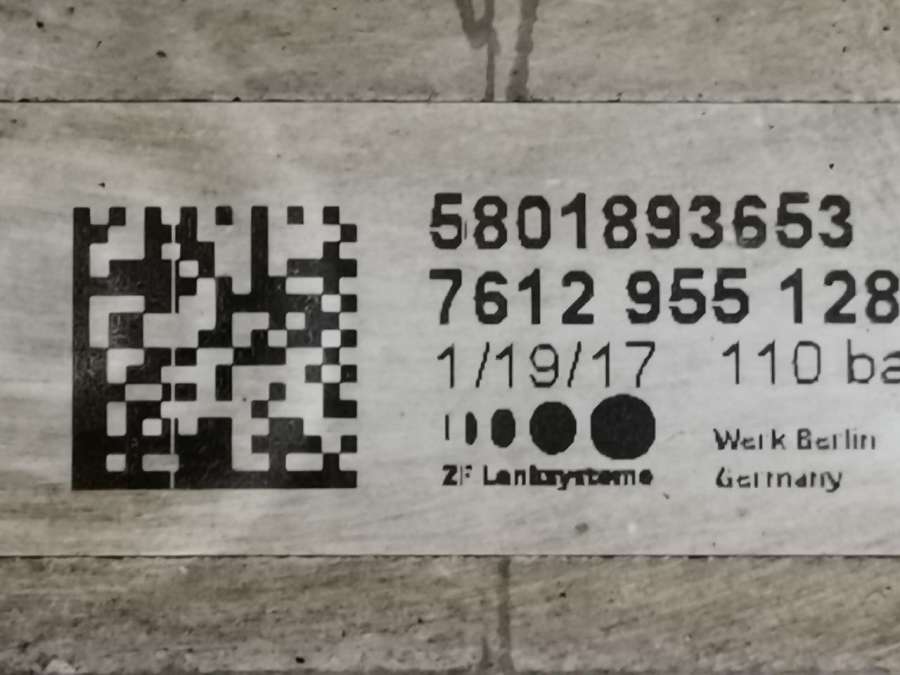 5801893653
7612 955 128
1/19/17 110 ba
ZF Lenksysteme
Werk Berlin
Germany